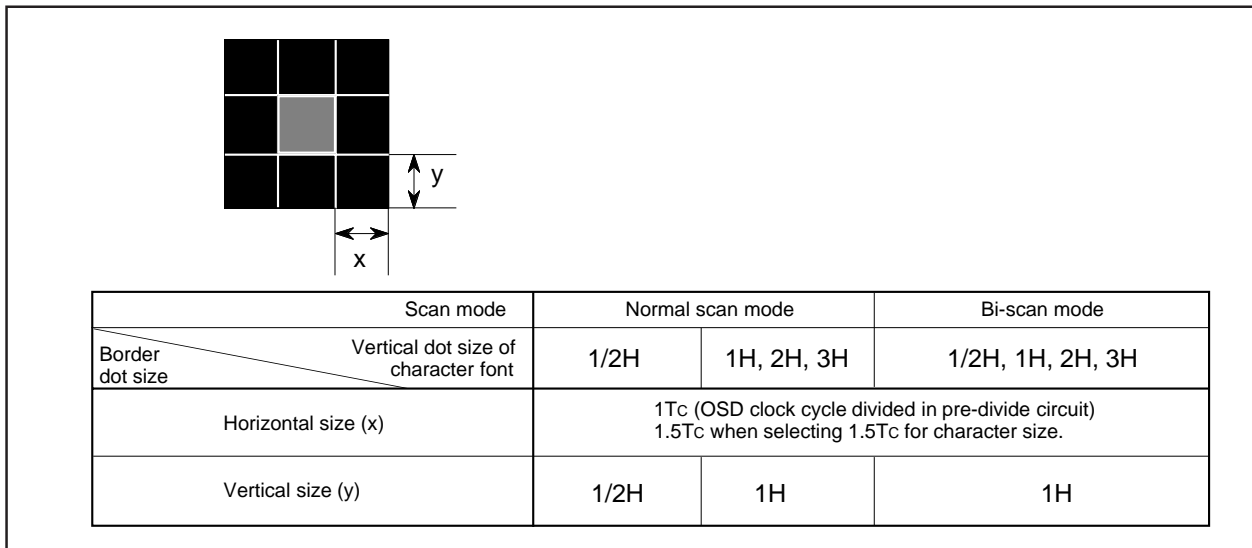 y
x
Scan mode Normal scan mode Bi-scan mode
Border dot size Vertical dot size of character font 1/2H 1H, 2H, 3H 1/2H, 1H, 2H, 3H
Horizontal size (x) 1TC (OSD clock cycle divided in pre-divide circuit)
1.5TC when selecting 1.5TC for character size.
Vertical size (y) 1/2H 1H 1H